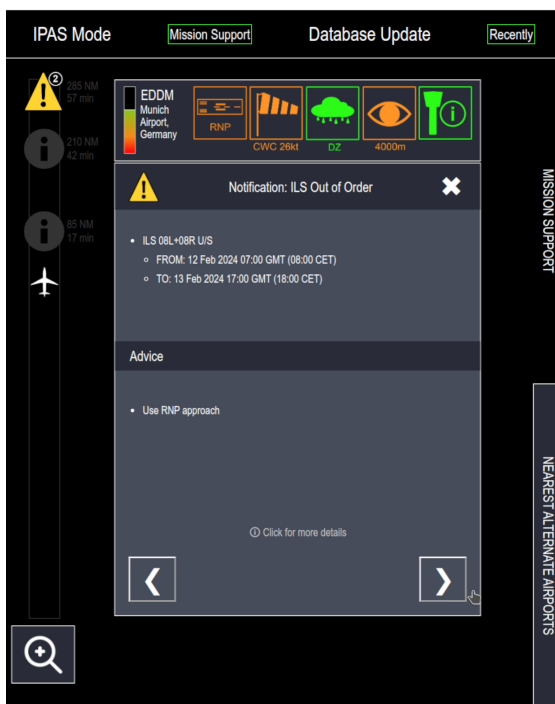 IPAS Mode
Mission Support
Database Update
Recently
2
285 NM
57 min
210 NM
42 min
85 NM
17 min
EDDM
Munich
Airport,
Germany
RNP
CWC 26kt
DZ
4000m
Notification: ILS Out of Order
• ILS 08L+08R U/S
○ FROM: 12 Feb 2024 07:00 GMT (08:00 CET)
○ TO: 13 Feb 2024 17:00 GMT (18:00 CET)
Advice
• Use RNP approach
Click for more details
MISSION SUPPORT
NEAREST ALTERNATE AIRPORTS